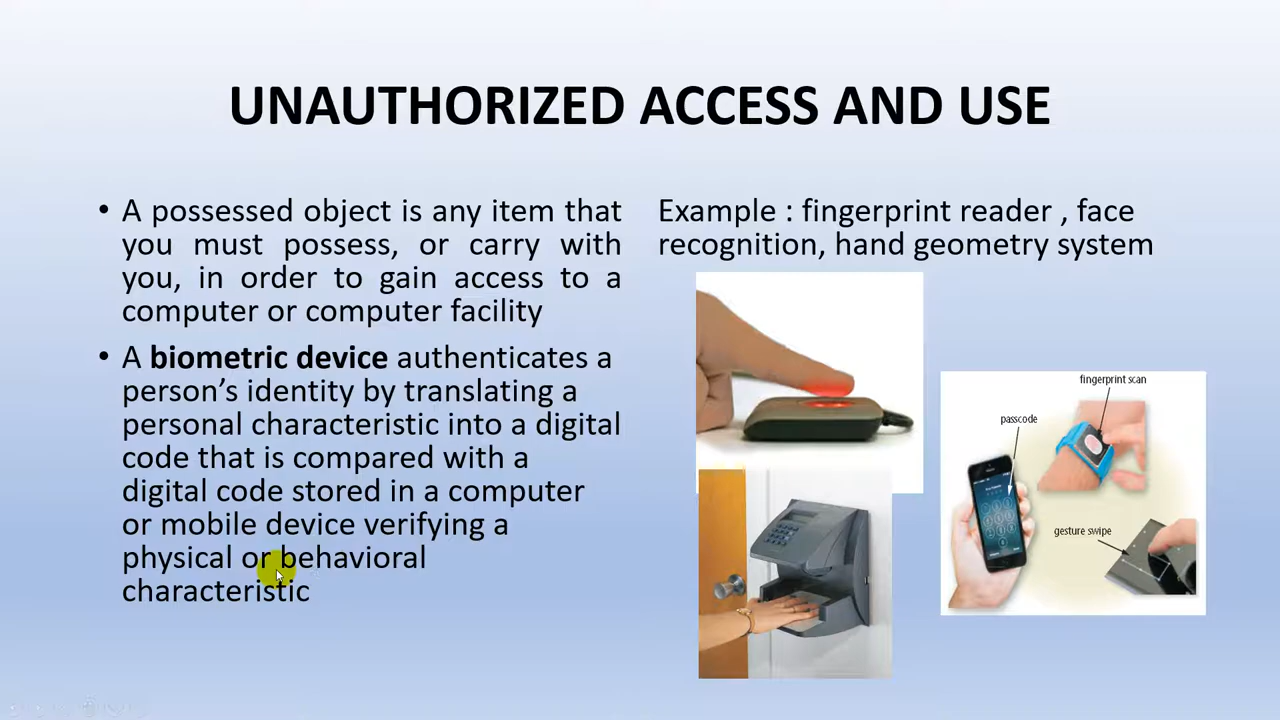 UNAUTHORIZED ACCESS AND USE
• A possessed object is any item that
you must possess, or carry with
you, in order to gain access to a
computer or computer facility
• A biometric device authenticates a
person’s identity by translating a
personal characteristic into a digital
code that is compared with a
digital code stored in a computer
or mobile device verifying a
physical or behavioral
characteristic
Example : fingerprint reader , face
recognition, hand geometry system
fingerprint scan
passcode
gesture swipe